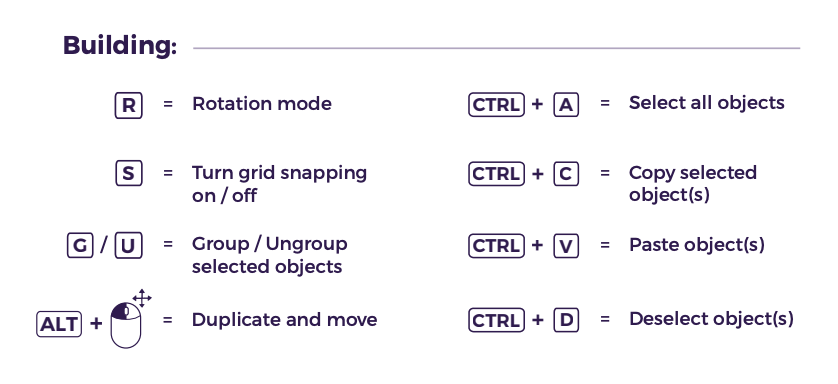 Building:
R = Rotation mode
CTRL + A = Select all objects
S = Turn grid snapping
on / off
CTRL + C = Copy selected
object(s)
G / U = Group / Ungroup
selected objects
CTRL + V = Paste object(s)
ALT + = Duplicate and move
CTRL + D = Deselect object(s)